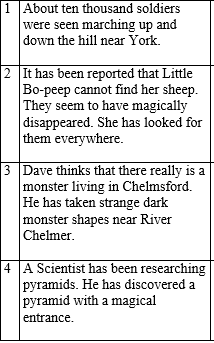 1 About ten thousand soldiers
were seen marching up and
down the hill near York.
2 It has been reported that Little
Bo-peep cannot find her sheep.
They seem to have magically
disappeared. She has looked for
them everywhere.
3 Dave thinks that there really is a
monster living in Chelmsford.
He has taken strange dark
monster shapes near River
Chelmer.
4 A Scientist has been researching
pyramids. He has discovered a
pyramid with a magical
entrance.